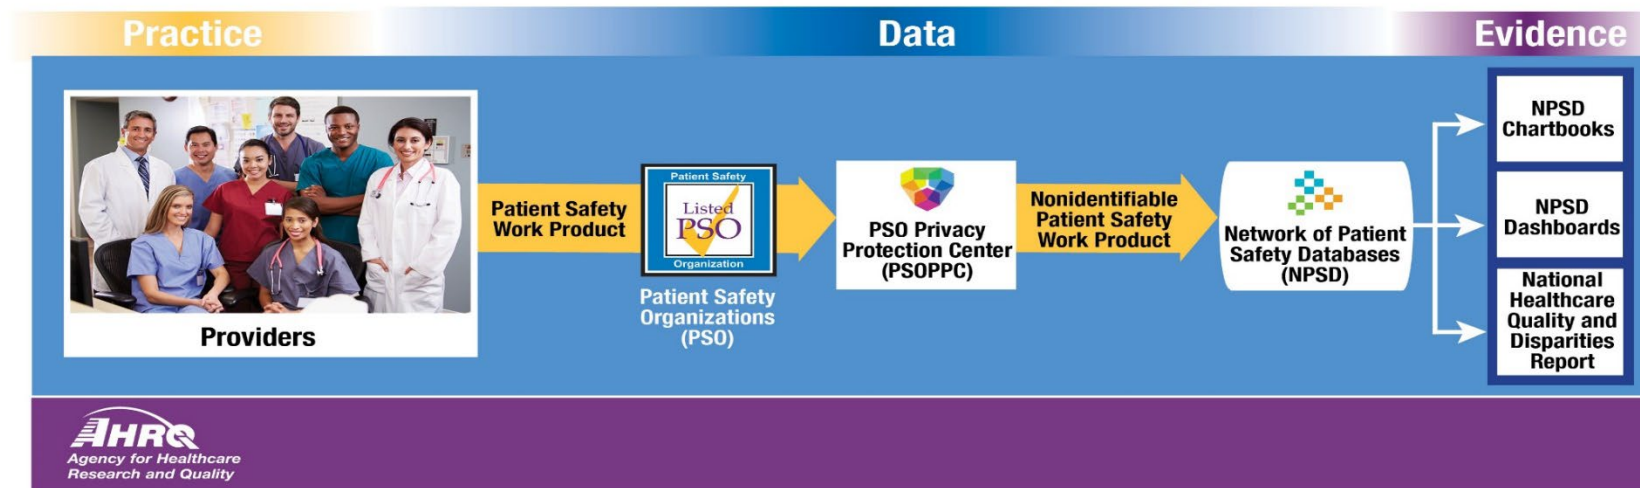 Practice
Data
Evidence
Providers
Patient Safety
Work Product
Patient Safety
Listed
PSO
Organization
Patient Safety
Organizations
(PSO)
PSO Privacy
Protection Center
(PSOPPC)
Nonidentifiable
Patient Safety
Work Product
Network of Patient
Safety Databases
(NPSD)
NPSD
Chartbooks
NPSD
Dashboards
National
Healthcare
Quality and
Disparities
Report
AHRQ
Agency for Healthcare
Research and Quality